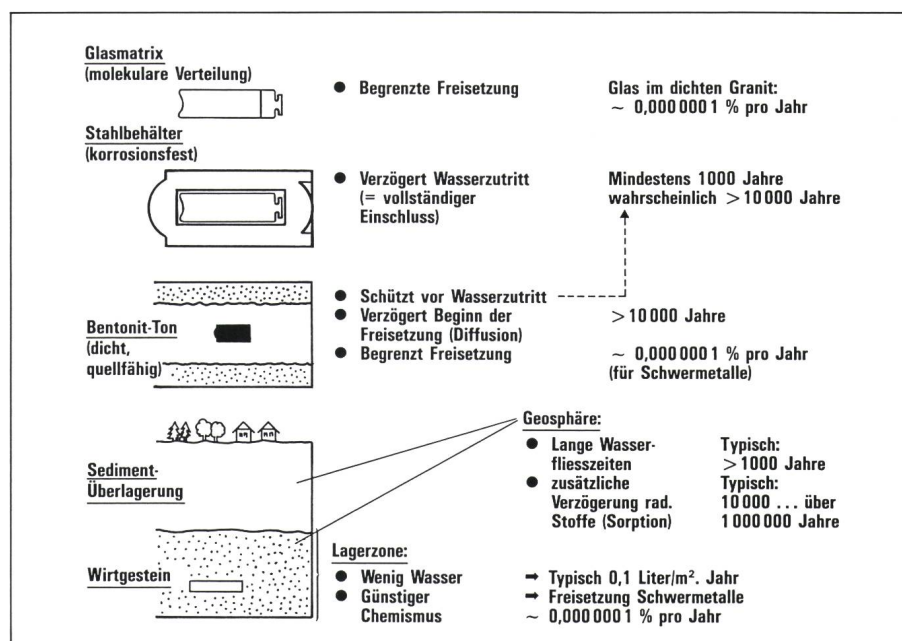 Glasmatrix
(molekulare Verteilung)
● Begrenzte Freisetzung
Glas im dichten Granit:
~ 0,000 000 1 % pro Jahr
Stahlbehälter
(korrosionsfest)
● Verzögert Wasserzutritt
(= vollständiger
Einschluss)
Mindestens 1000 Jahre
wahrscheinlich > 10 000 Jahre
Bentonit-Ton
(dicht,
quellfähig)
● Schützt vor Wasserzutritt
● Verzögert Beginn der
Freisetzung (Diffusion)
> 10 000 Jahre
● Begrenzt Freisetzung
~ 0,000 000 1 % pro Jahr
(für Schwermetalle)
Sediment-
Überlagerung
Geosphäre:
● Lange Wasser-
fliesszeiten
Typisch:
> 1000 Jahre
● zusätzliche
Verzögerung rad.
Stoffe (Sorption)
Typisch:
10 000 ... über
1 000 000 Jahre
Wirtgestein
Lagerzone:
● Wenig Wasser
➡ Typisch 0,1 Liter/m². Jahr
● Günstiger
Chemismus
➡ Freisetzung Schwermetalle
~ 0,000 000 1 % pro Jahr